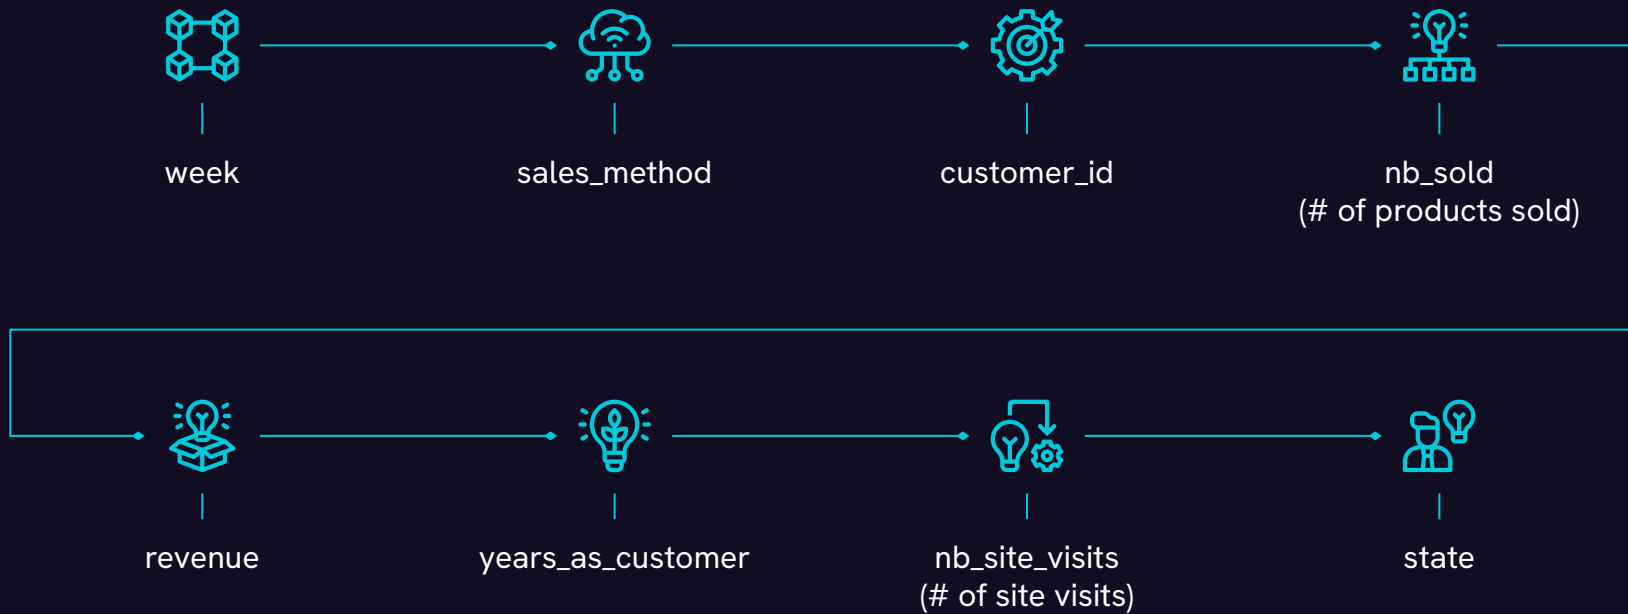 week
sales_method
customer_id
nb_sold
(# of products sold)
revenue
years_as_customer
nb_site_visits
(# of site visits)
state